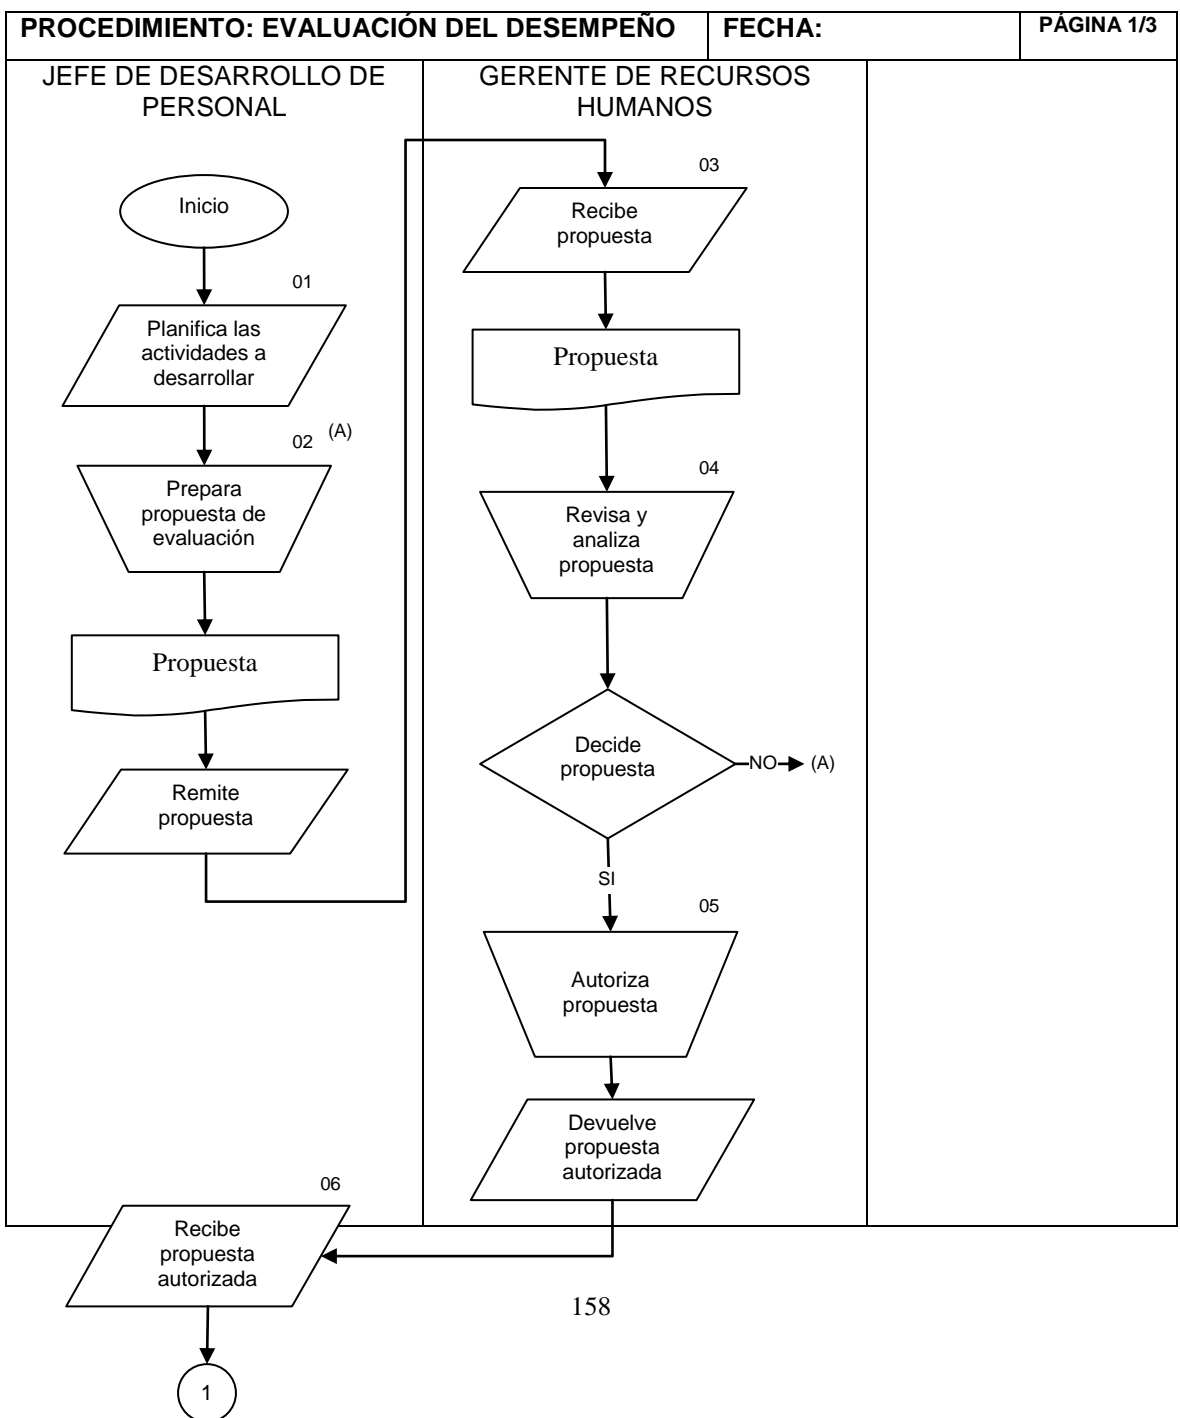 PROCEDIMIENTO: EVALUACIÓN DEL DESEMPEÑO
FECHA:
PÁGINA 1/3
JEFE DE DESARROLLO DE
PERSONAL
GERENTE DE RECURSOS
HUMANOS
Inicio
01
Planifica las
actividades a
desarrollar
02
(A)
Prepara
propuesta de
evaluación
Propuesta
Remite
propuesta
03
Recibe
propuesta
Propuesta
04
Revisa y
analiza
propuesta
Decide
propuesta
NO
(A)
SI
05
Autoriza
propuesta
Devuelve
propuesta
autorizada
06
Recibe
propuesta
autorizada
1
158